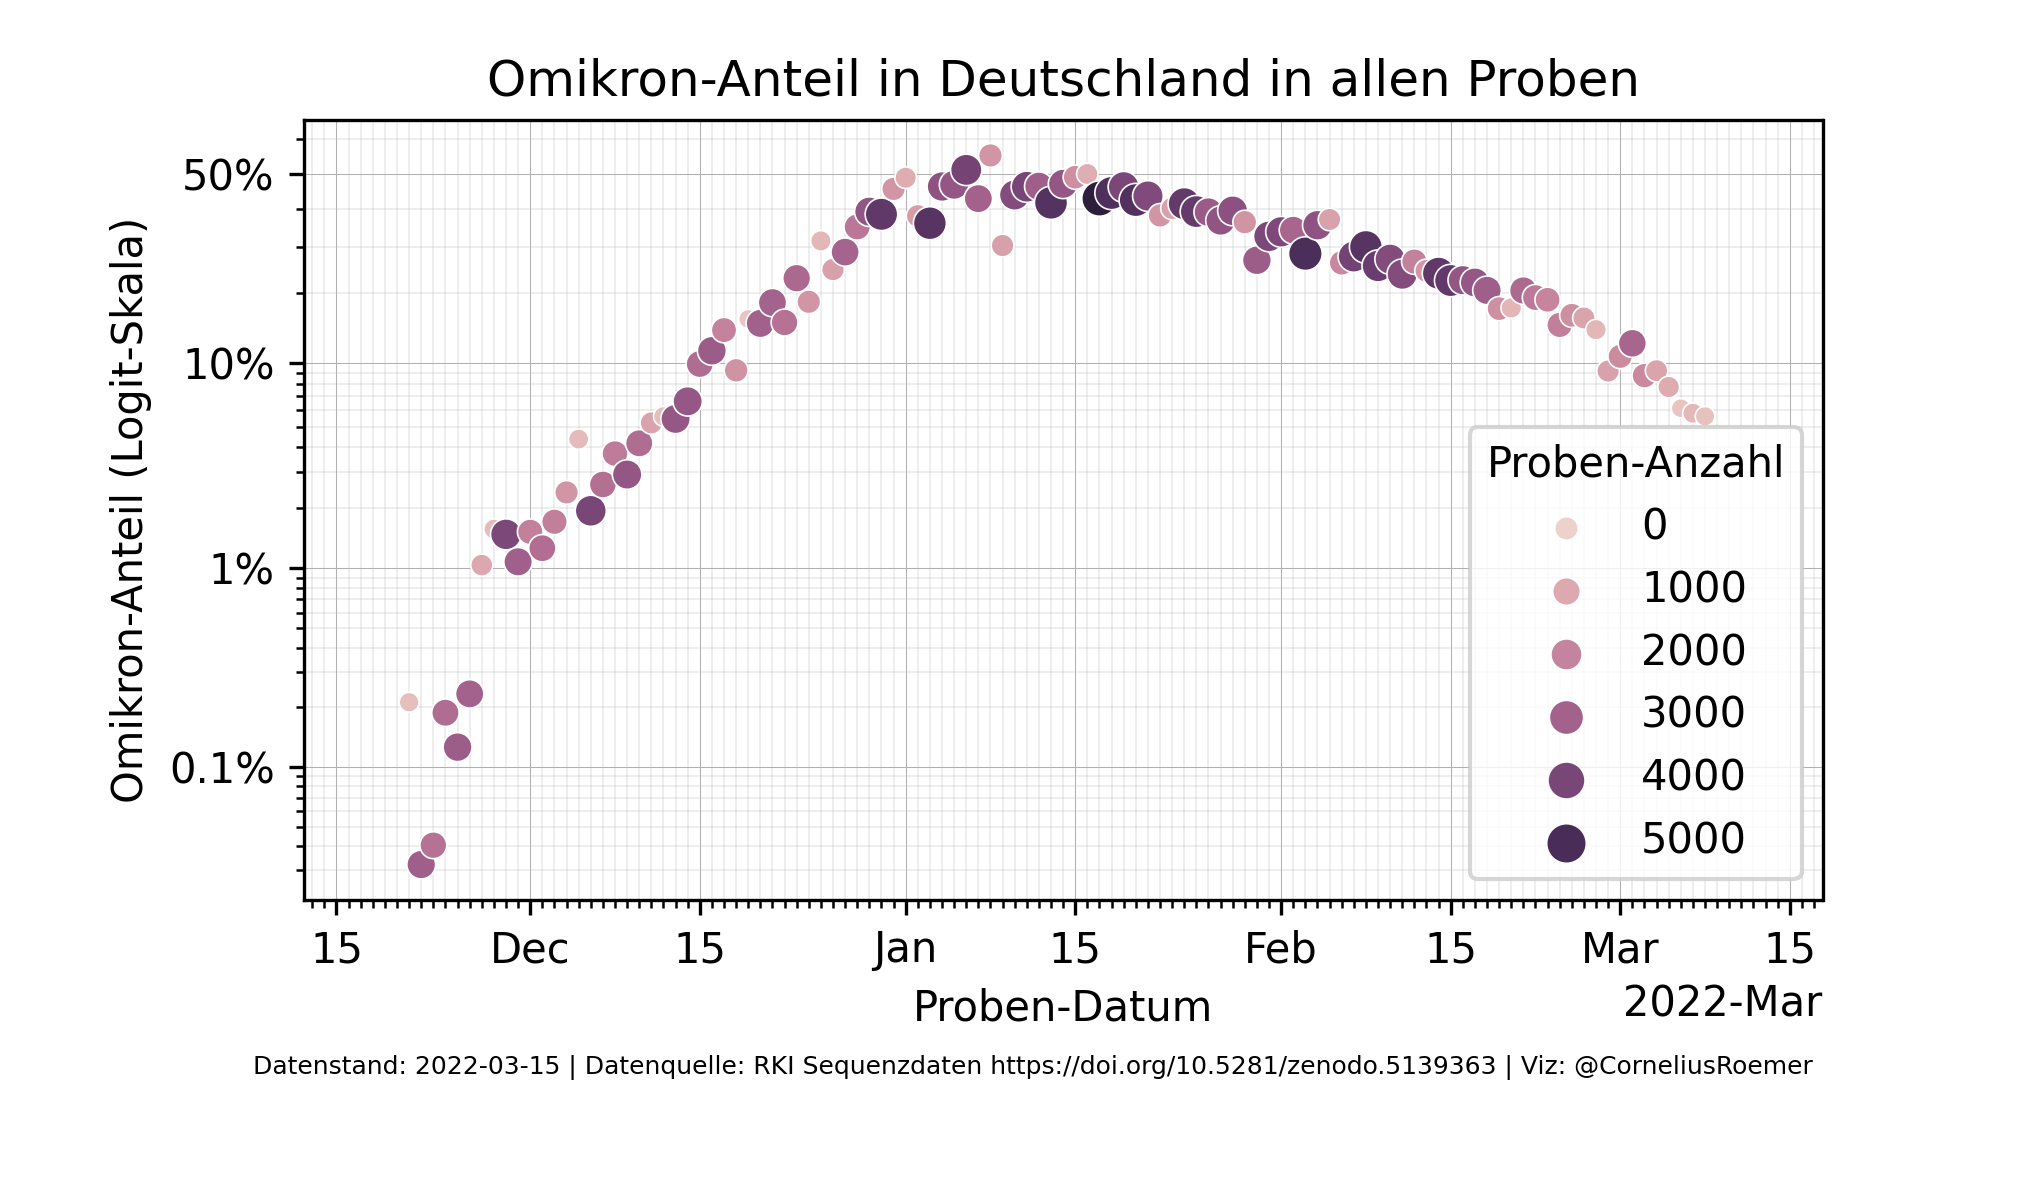 Omikron-Anteil in Deutschland in allen Proben
Omikron-Anteil (Logit-Skala)
50%
10%
1%
0.1%
Proben-Anzahl
0
1000
2000
3000
4000
5000
15 Dec 15 Jan 15 Feb 15 Mar 15
Proben-Datum
2022-Mar
Datenstand: 2022-03-15 | Datenquelle: RKI Sequenzdaten https://doi.org/10.5281/zenodo.5139363 | Viz: @CorneliusRoemer